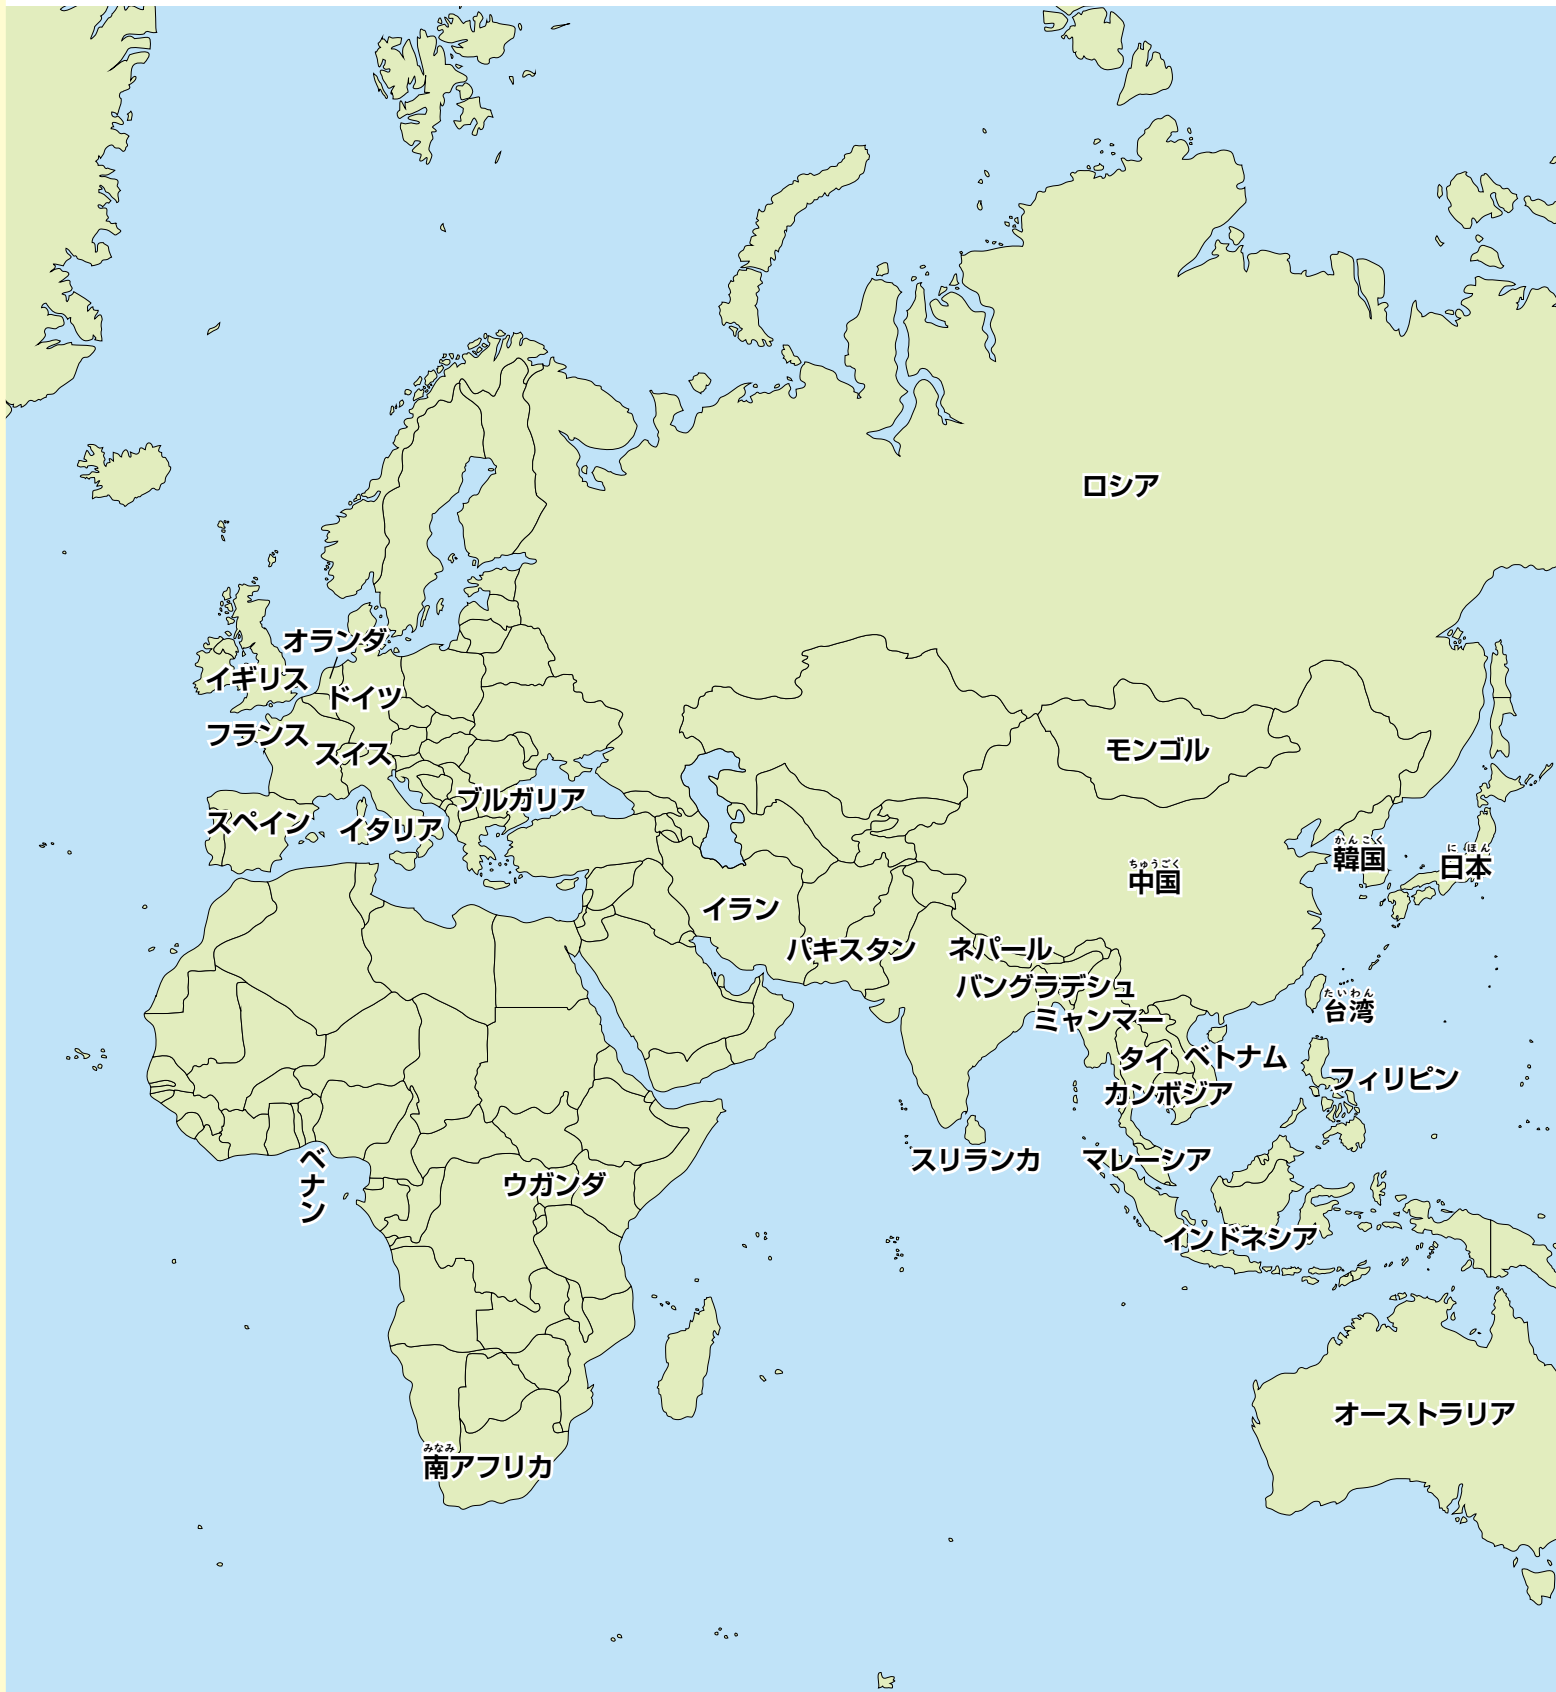 ロシア
オランダ
イギリス
ドイツ
フランス
スイス
モンゴル
ブルガリア
スペイン
イタリア
かんこく
韓国
にほん
日本
ちゅうごく
中国
イラン
パキスタン
ネパール
バングラデシュ
たいわん
台湾
ミャンマー
タイ
ベトナム
フィリピン
カンボジア
ベナン
スリランカ
マレーシア
ウガンダ
インドネシア
オーストラリア
みなみ
南アフリカ